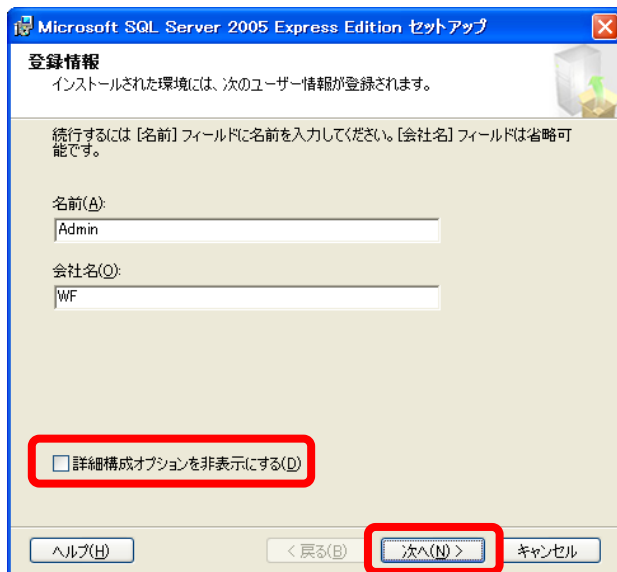 Microsoft SQL Server 2005 Express Edition セットアップ
登録情報
インストールされた環境には、次のユーザー情報が登録されます。
続行するには [名前] フィールドに名前を入力してください。[会社名] フィールドは省略可
能です。
名前(A):
Admin
会社名(O):
WF
詳細構成オプションを非表示にする(D)
ヘルプ(H)
< 戻る(B)
次へ(N) >
キャンセル